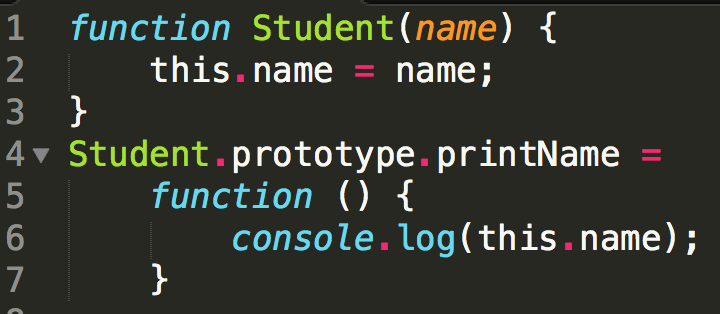 1 function Student(name) {
2     this.name = name;
3 }
4 Student.prototype.printName =
5     function () {
6         console.log(this.name);
7     }
8